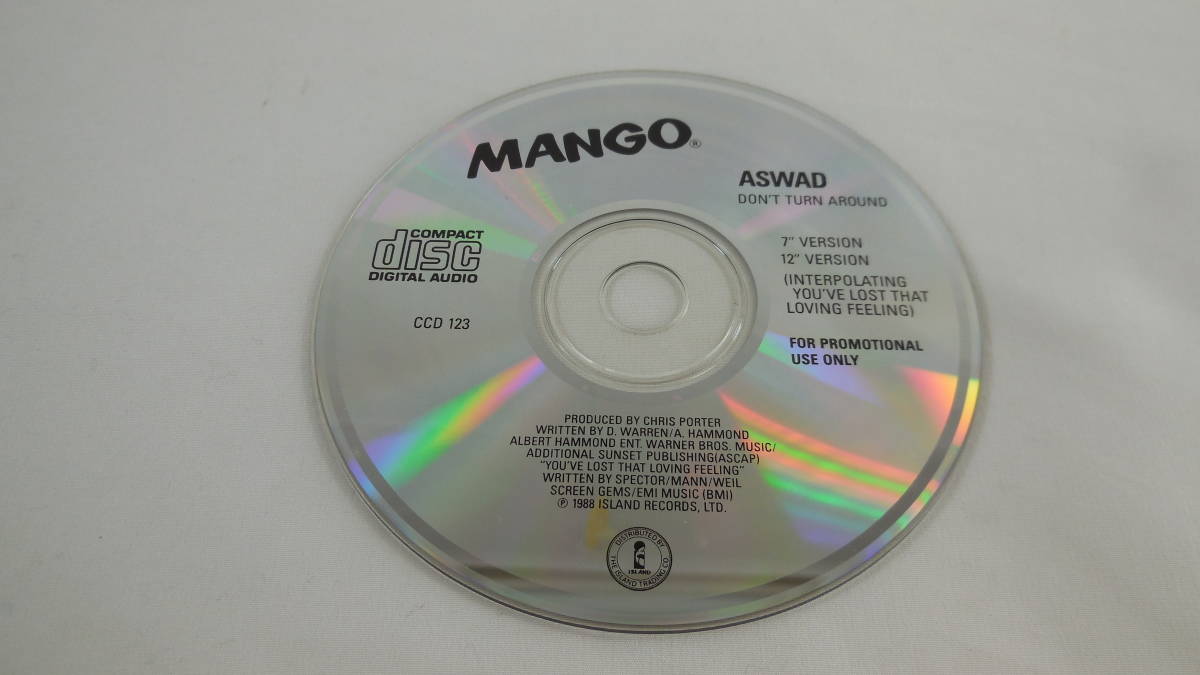 MANGO®
ASWAD
DON'T TURN AROUND
7" VERSION
12" VERSION
(INTERPOLATING
YOU'VE LOST THAT
LOVING FEELING)
FOR PROMOTIONAL
USE ONLY
COMPACT
disc
DIGITAL AUDIO
CCD 123
PRODUCED BY CHRIS PORTER
WRITTEN BY D. WARREN/A. HAMMOND
ALBERT HAMMOND ENT. WARNER BROS. MUSIC/
ADDITIONAL SUNSET PUBLISHING(ASCAP)
"YOU'VE LOST THAT LOVING FEELING"
WRITTEN BY SPECTOR/MANN/WEIL
SCREEN GEMS/EMI MUSIC (BMI)
℗ 1988 ISLAND RECORDS, LTD.
DISTRIBUTED BY
ISLAND
THE ISLAND TRADING CO.